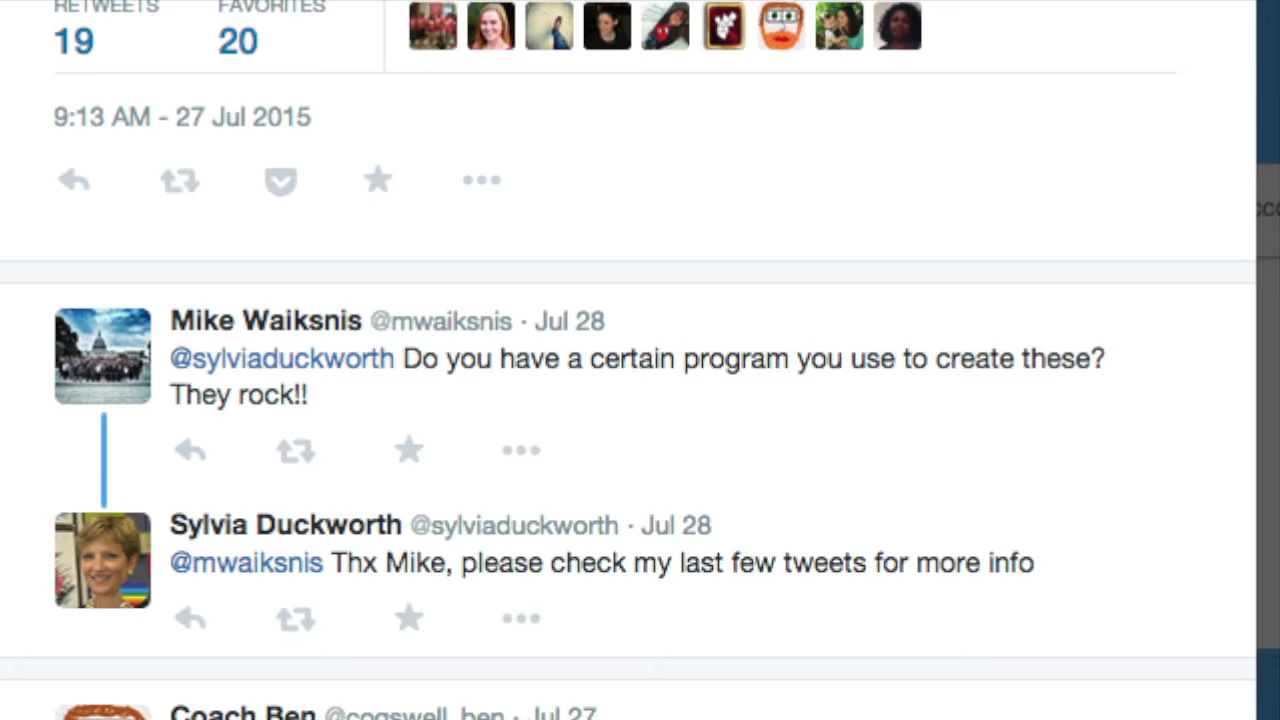 RETWEETS FAVORITES
19 20
9:13 AM - 27 Jul 2015
Mike Waiksnis @mwaiksnis · Jul 28
@sylviaduckworth Do you have a certain program you use to create these?
They rock!!
Sylvia Duckworth @sylviaduckworth · Jul 28
@mwaiksnis Thx Mike, please check my last few tweets for more info
Coach Ben @cogswell_ben · Jul 27